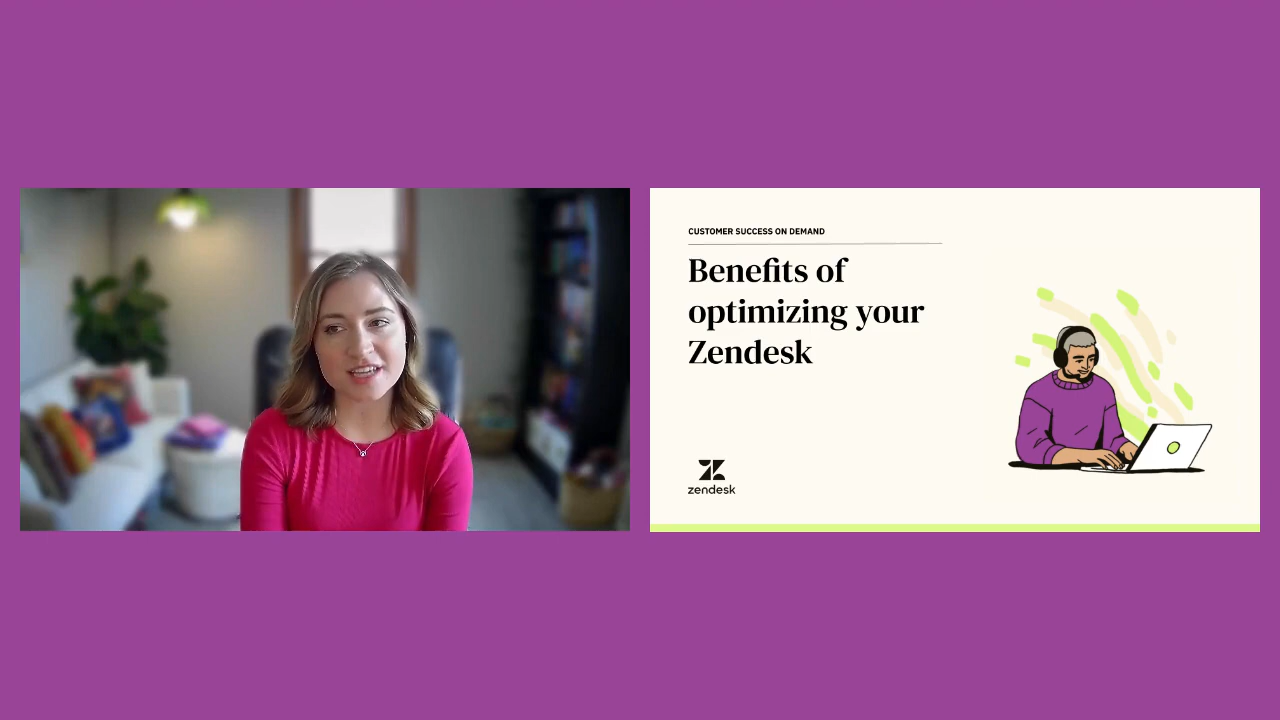 CUSTOMER SUCCESS ON DEMAND
Benefits of
optimizing your
Zendesk
zendesk